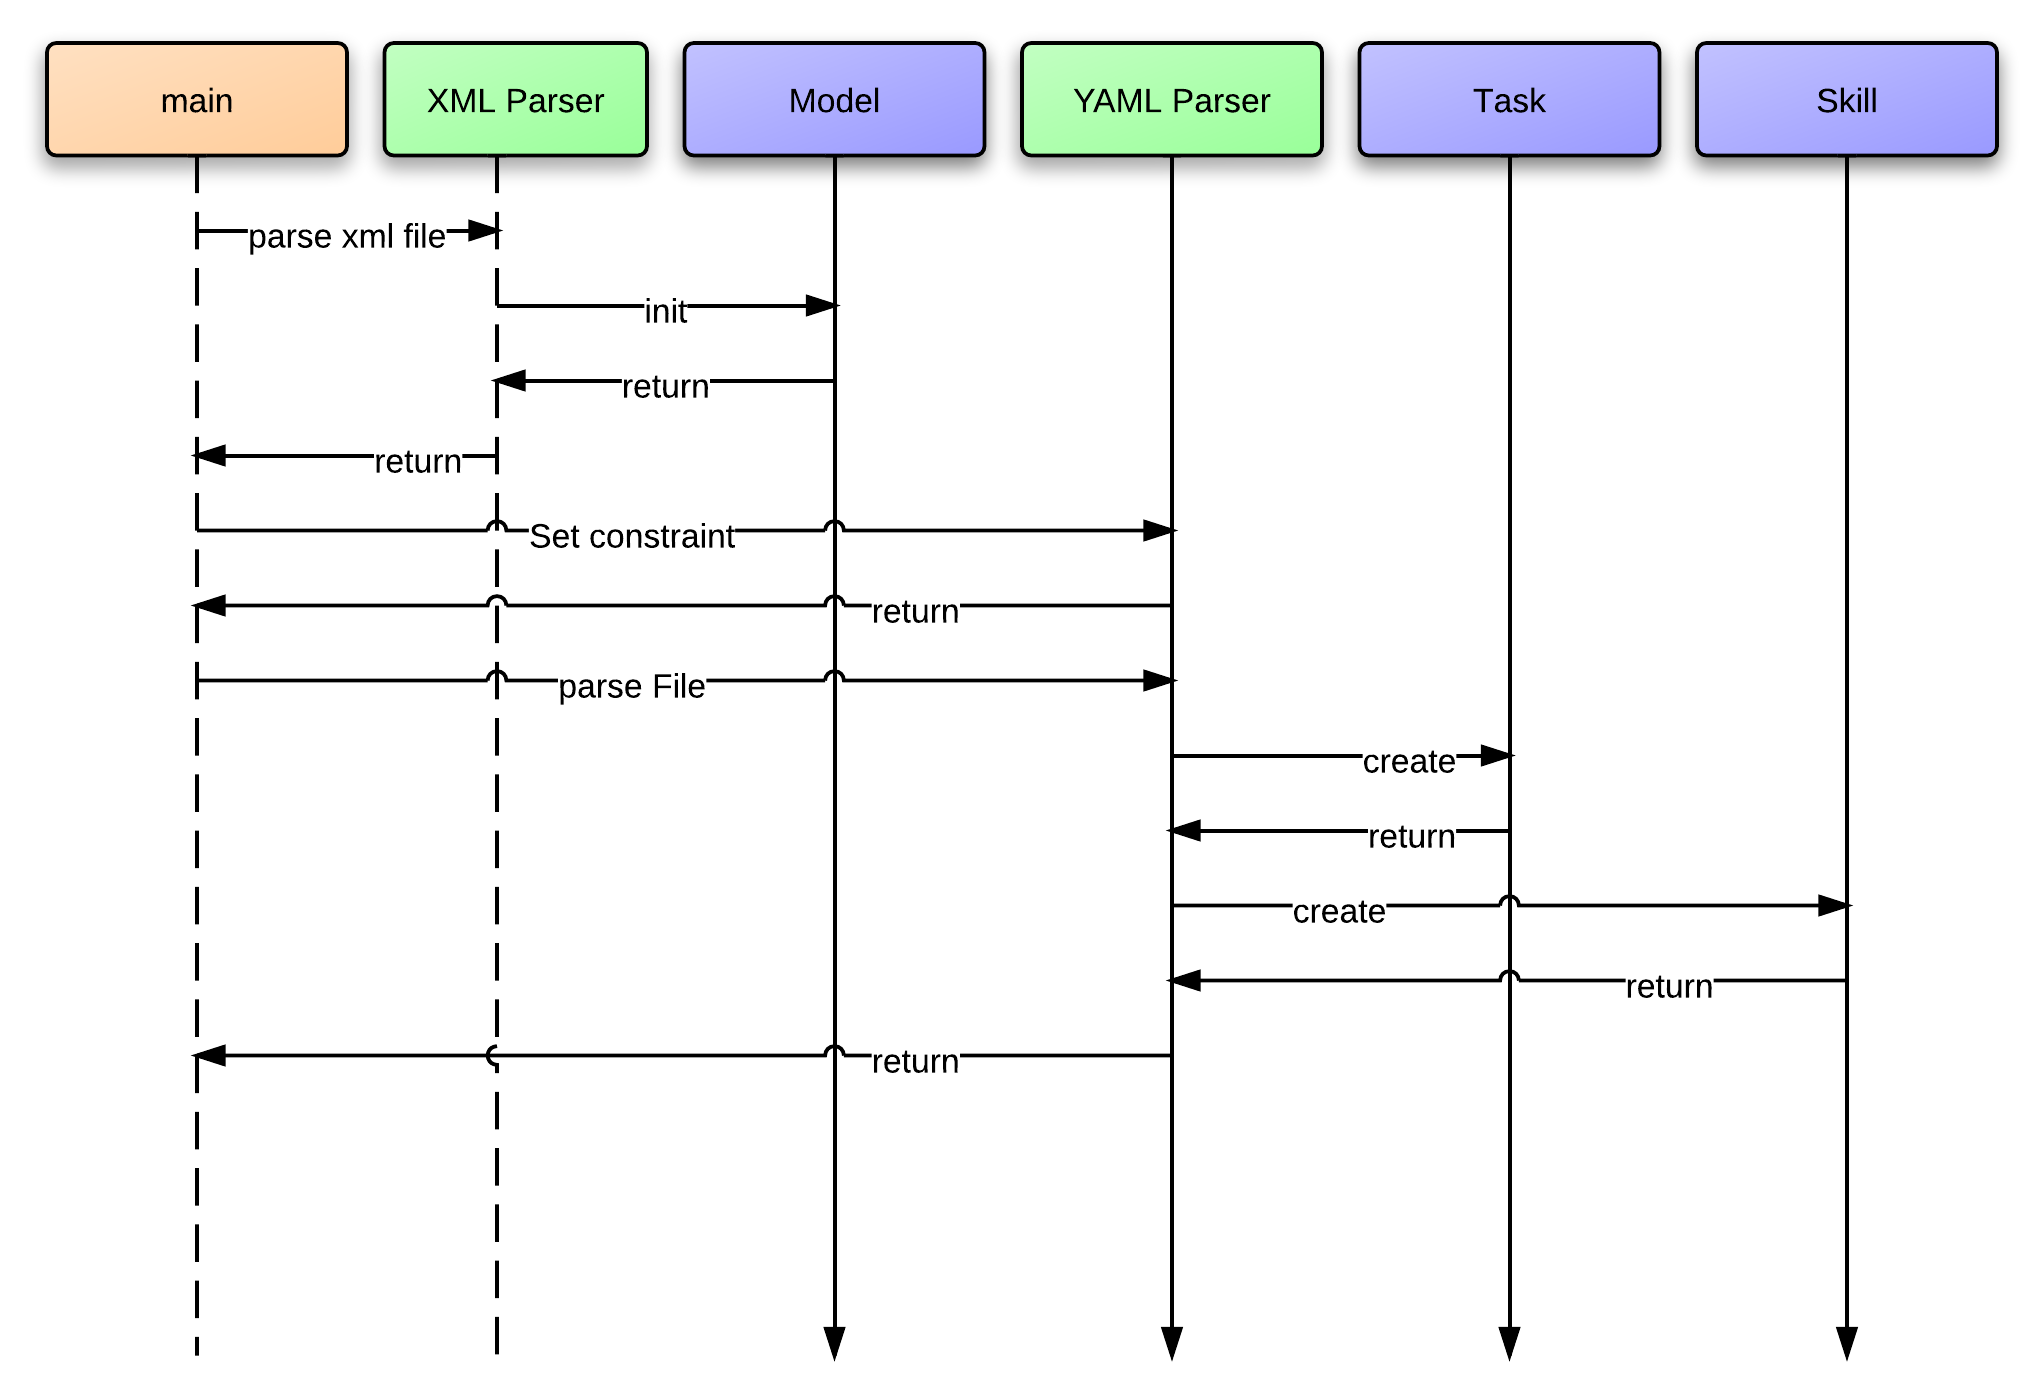 main
XML Parser
Model
YAML Parser
Task
Skill
parse xml file
init
return
return
Set constraint
return
parse File
create
return
create
return
return